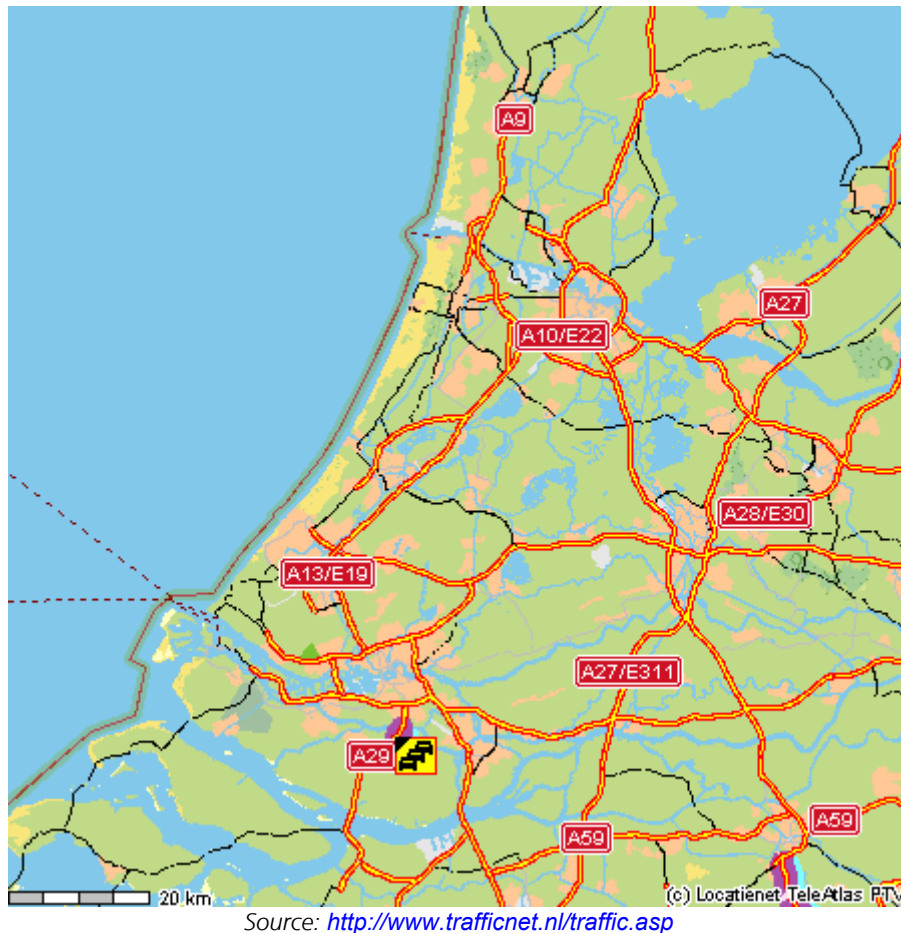 A9
A27
A10/E22
A28/E30
A13/E19
A27/E311
A29
A59
A59
20 km
(c) Locatienet TeleAtlas PTV
Source: http://www.trafficnet.nl/traffic.asp